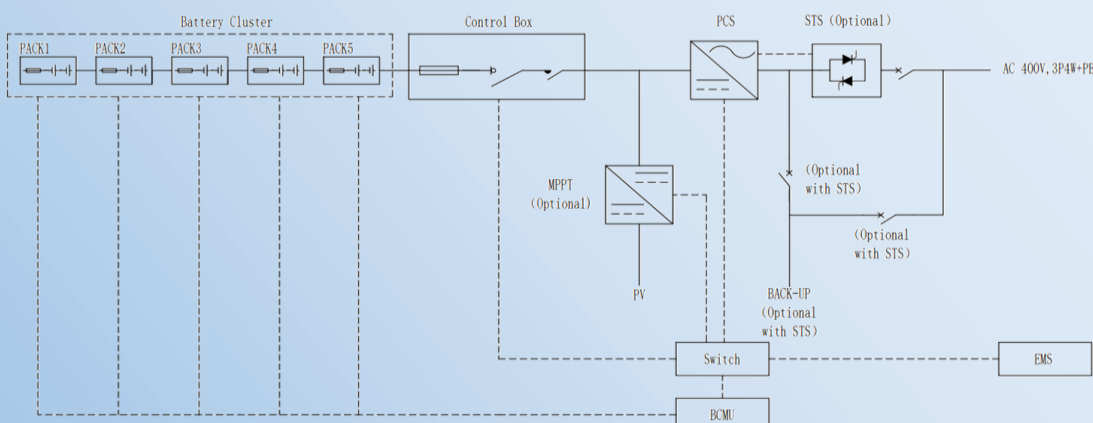 Battery Cluster
Control Box
PCS
STS (Optional)
PACK1
PACK2
PACK3
PACK4
PACK5
AC 400V,3P4W+PE
MPPT
(Optional)
(Optional
with STS)
(Optional
with STS)
PV
BACK-UP
(Optional
with STS)
Switch
EMS
BCMU